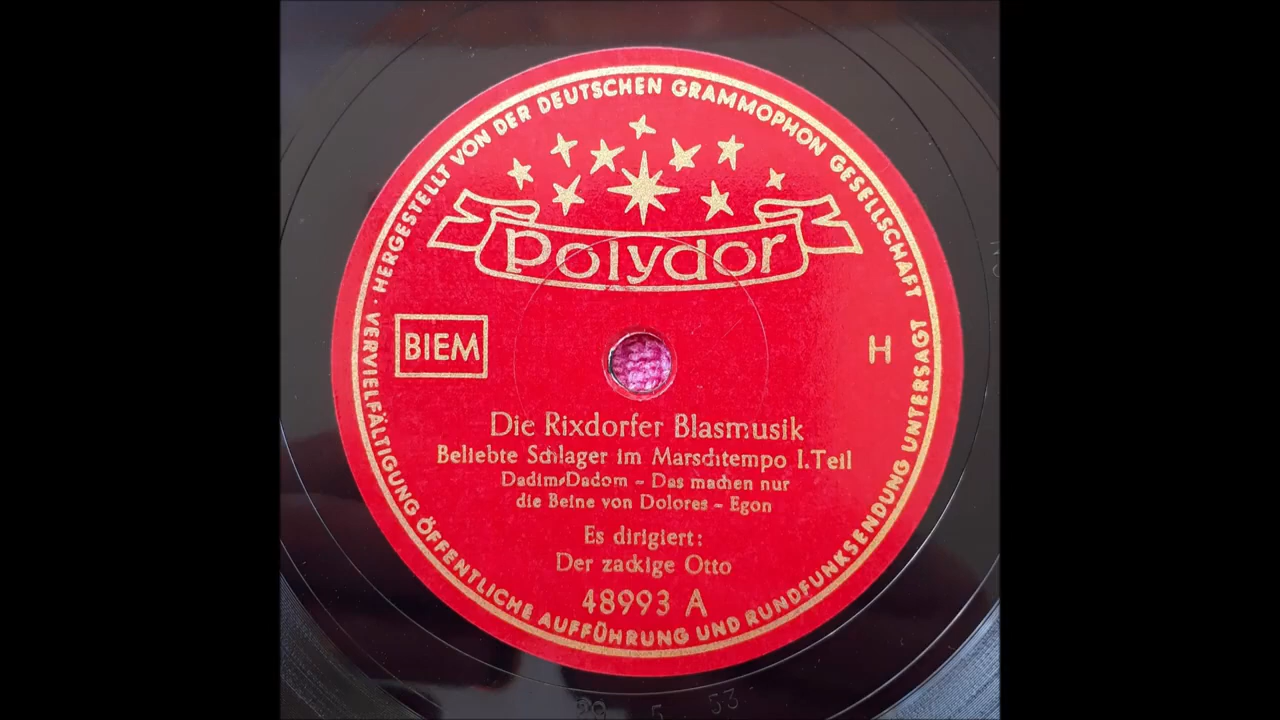 HERGESTELLT VON DER DEUTSCHEN GRAMMOPHON GESELLSCHAFT
Polydor
BIEM
H
Die Rixdorfer Blasmusik
Beliebte Schlager im Marschtempo I.Teil
Dadim-Dadom - Das machen nur
die Beine von Dolores - Egon
Es dirigiert:
Der zackige Otto
48993 A
VERVIELFÄLTIGUNG ÖFFENTLICHE AUFFÜHRUNG UND RUNDFUNKSENDUNG UNTERSAGT
5 53